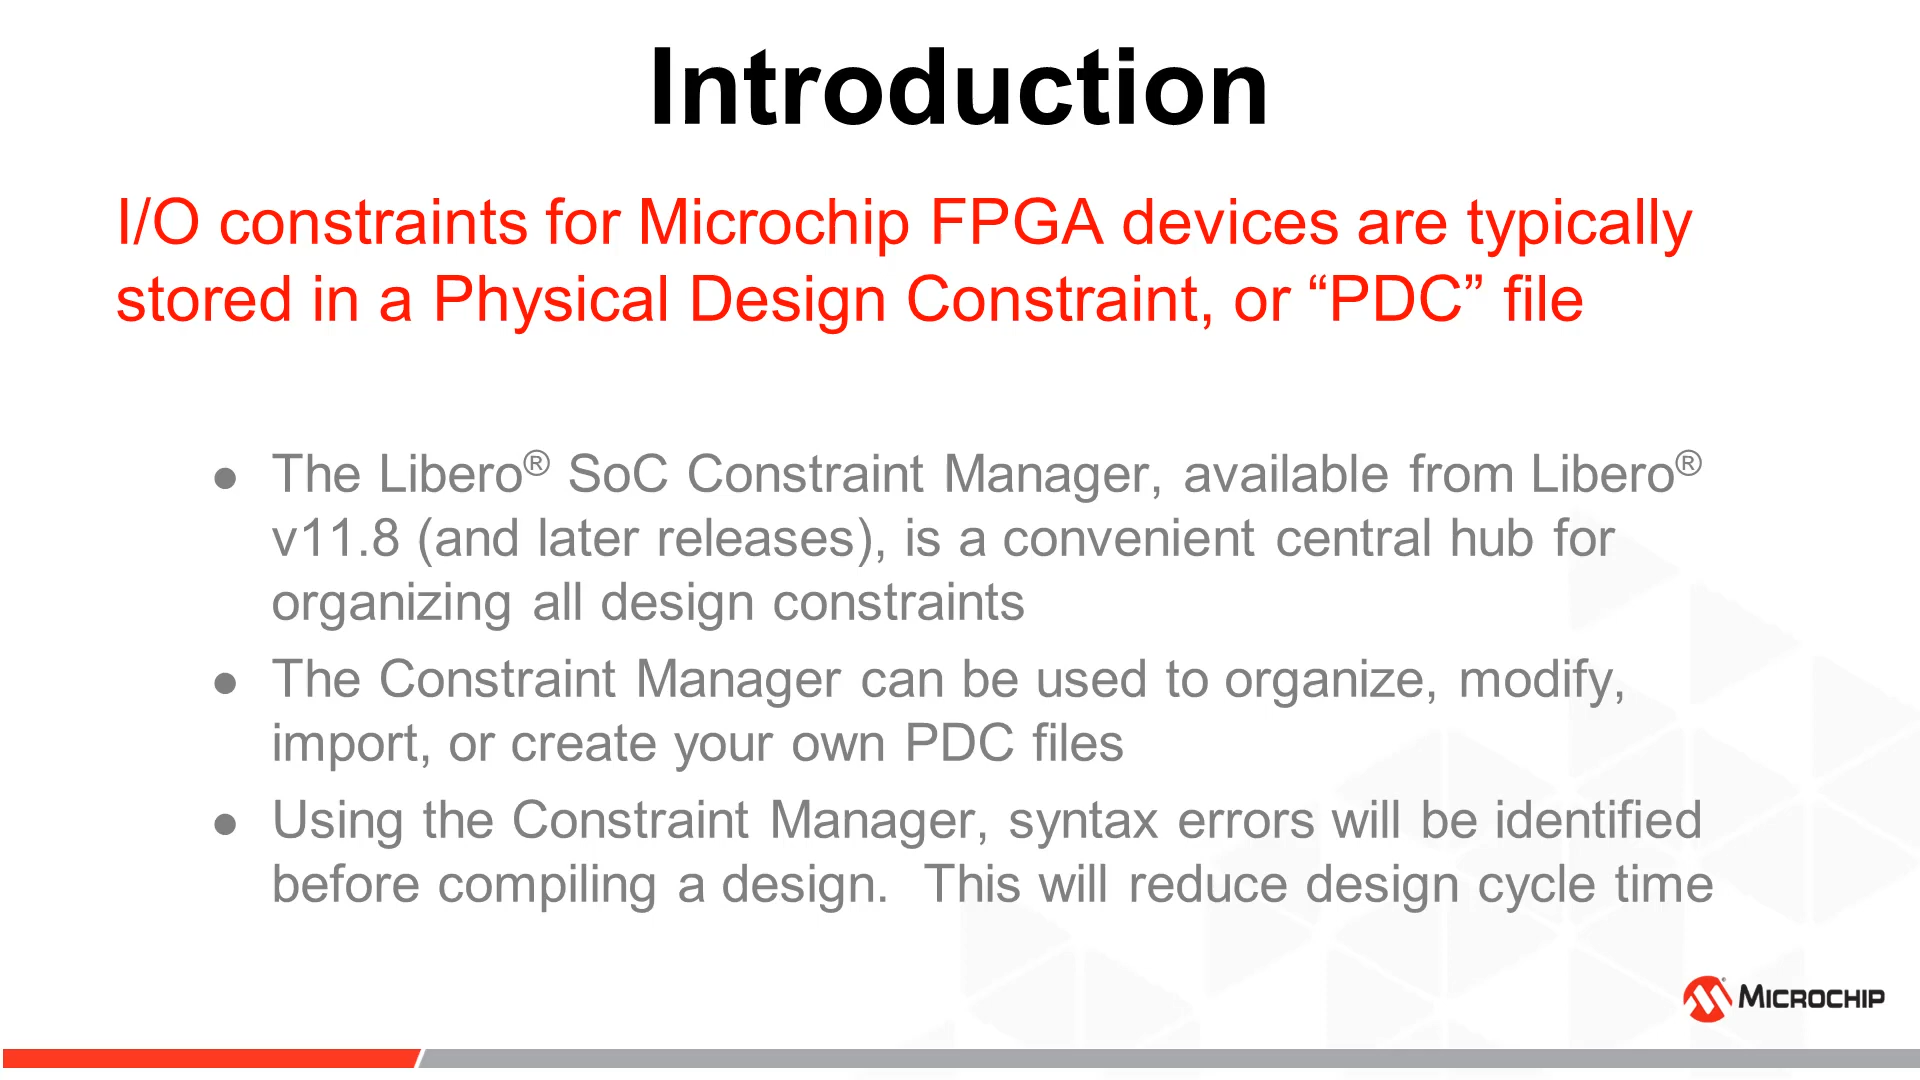 Introduction
I/O constraints for Microchip FPGA devices are typically
stored in a Physical Design Constraint, or “PDC” file
● The Libero® SoC Constraint Manager, available from Libero®
v11.8 (and later releases), is a convenient central hub for
organizing all design constraints
● The Constraint Manager can be used to organize, modify,
import, or create your own PDC files
● Using the Constraint Manager, syntax errors will be identified
before compiling a design.  This will reduce design cycle time
MICROCHIP